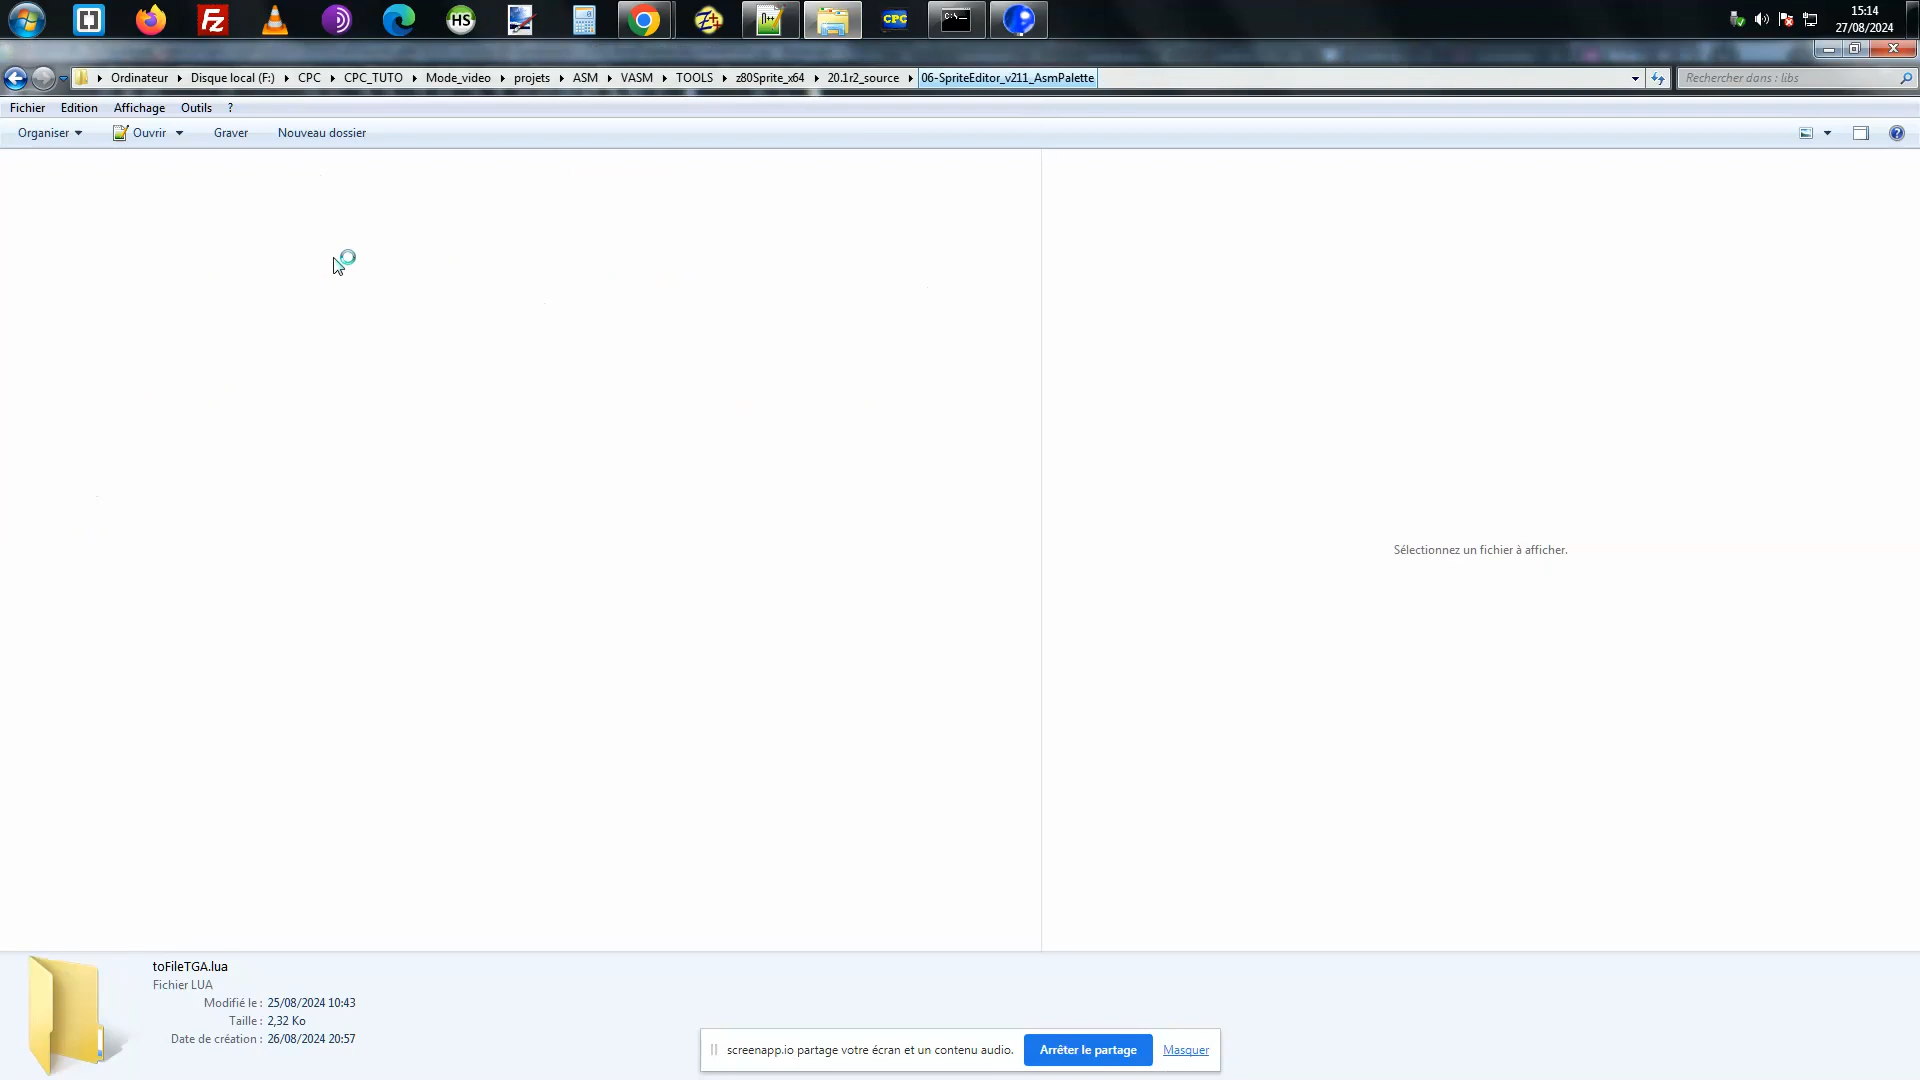 HS
CPC
C:\
15:14
27/08/2024
Ordinateur Disque local (F:) CPC CPC_TUTO Mode_video projets ASM VASM TOOLS z80Sprite_x64 20.1r2_source 06-SpriteEditor_v211_AsmPalette
Rechercher dans : libs
Fichier Edition Affichage Outils ?
Organiser Ouvrir Graver Nouveau dossier
Sélectionnez un fichier à afficher.
toFileTGA.lua
Fichier LUA
Modifié le : 25/08/2024 10:43
Taille : 2,32 Ko
Date de création : 26/08/2024 20:57
screenapp.io partage votre écran et un contenu audio. Arrêter le partage Masquer